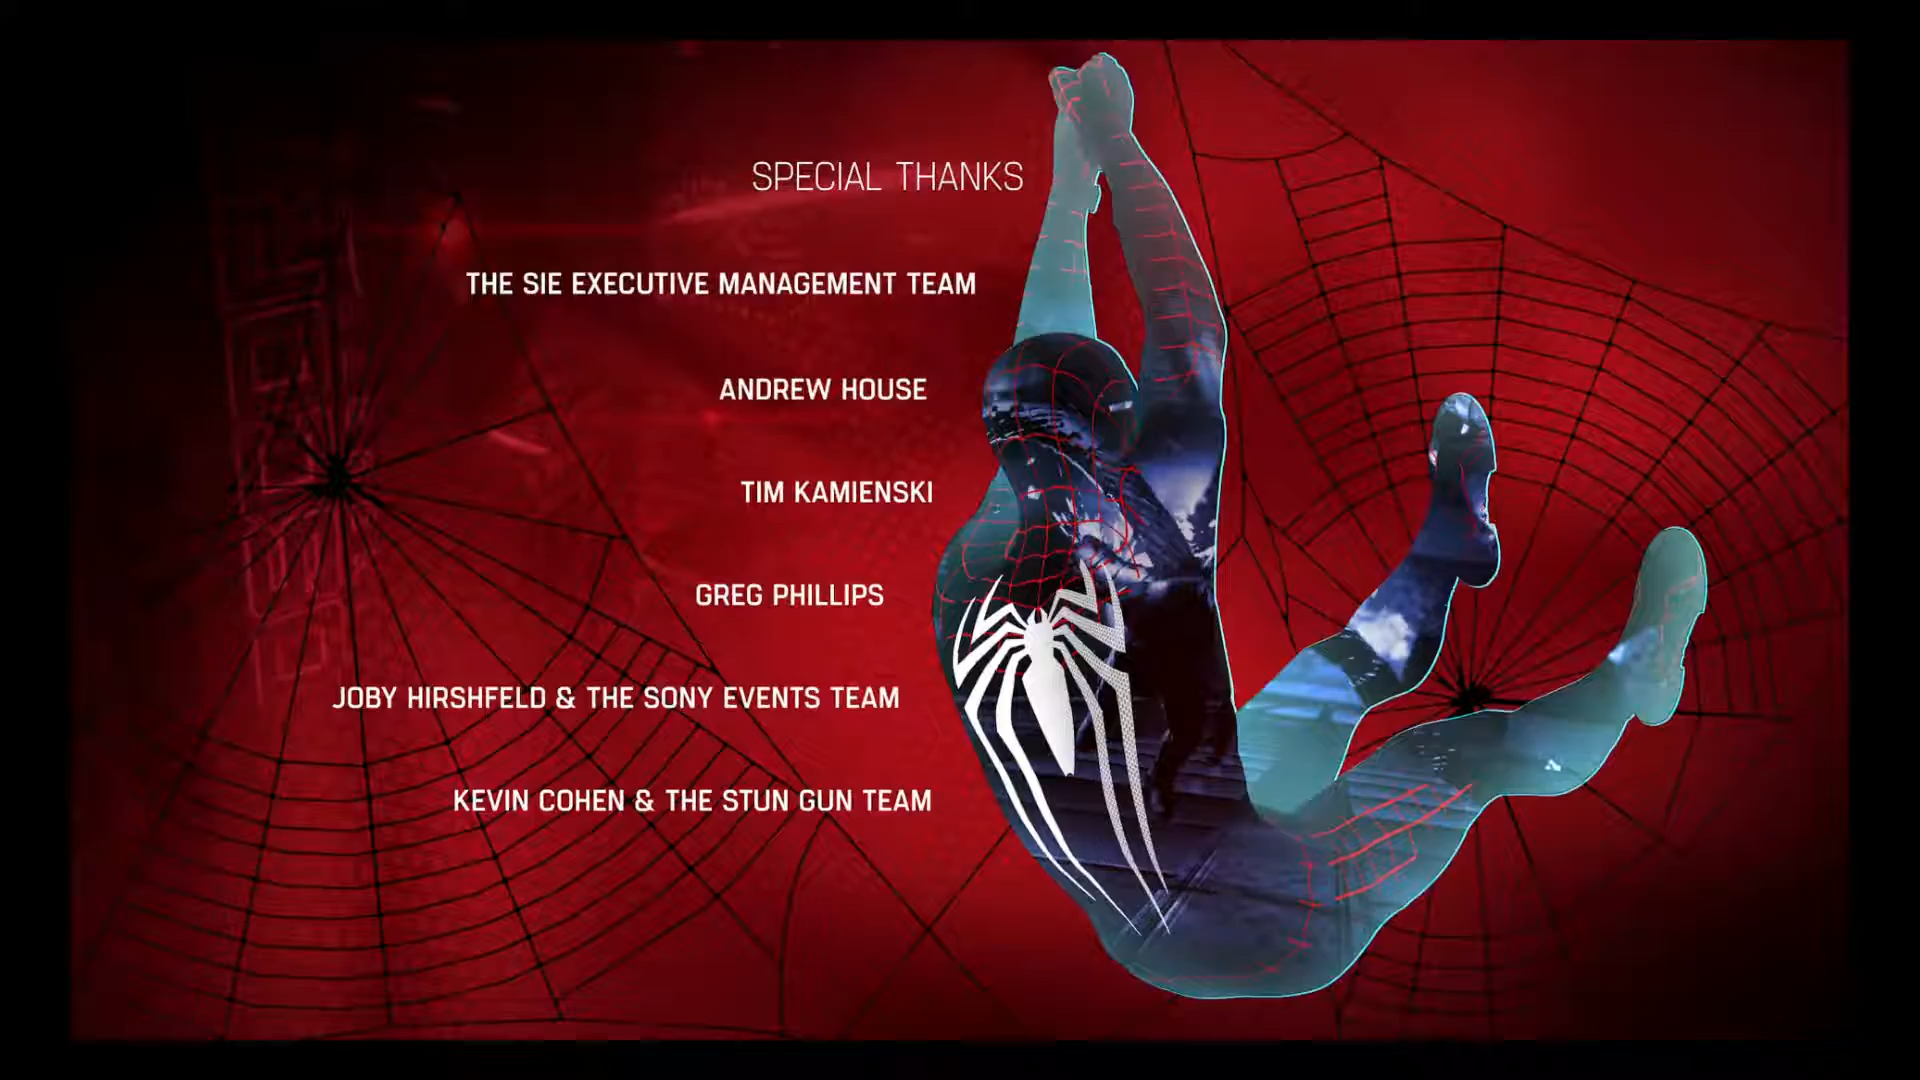 SPECIAL THANKS
THE SIE EXECUTIVE MANAGEMENT TEAM
ANDREW HOUSE
TIM KAMIENSKI
GREG PHILLIPS
JOBY HIRSHFELD & THE SONY EVENTS TEAM
KEVIN COHEN & THE STUN GUN TEAM